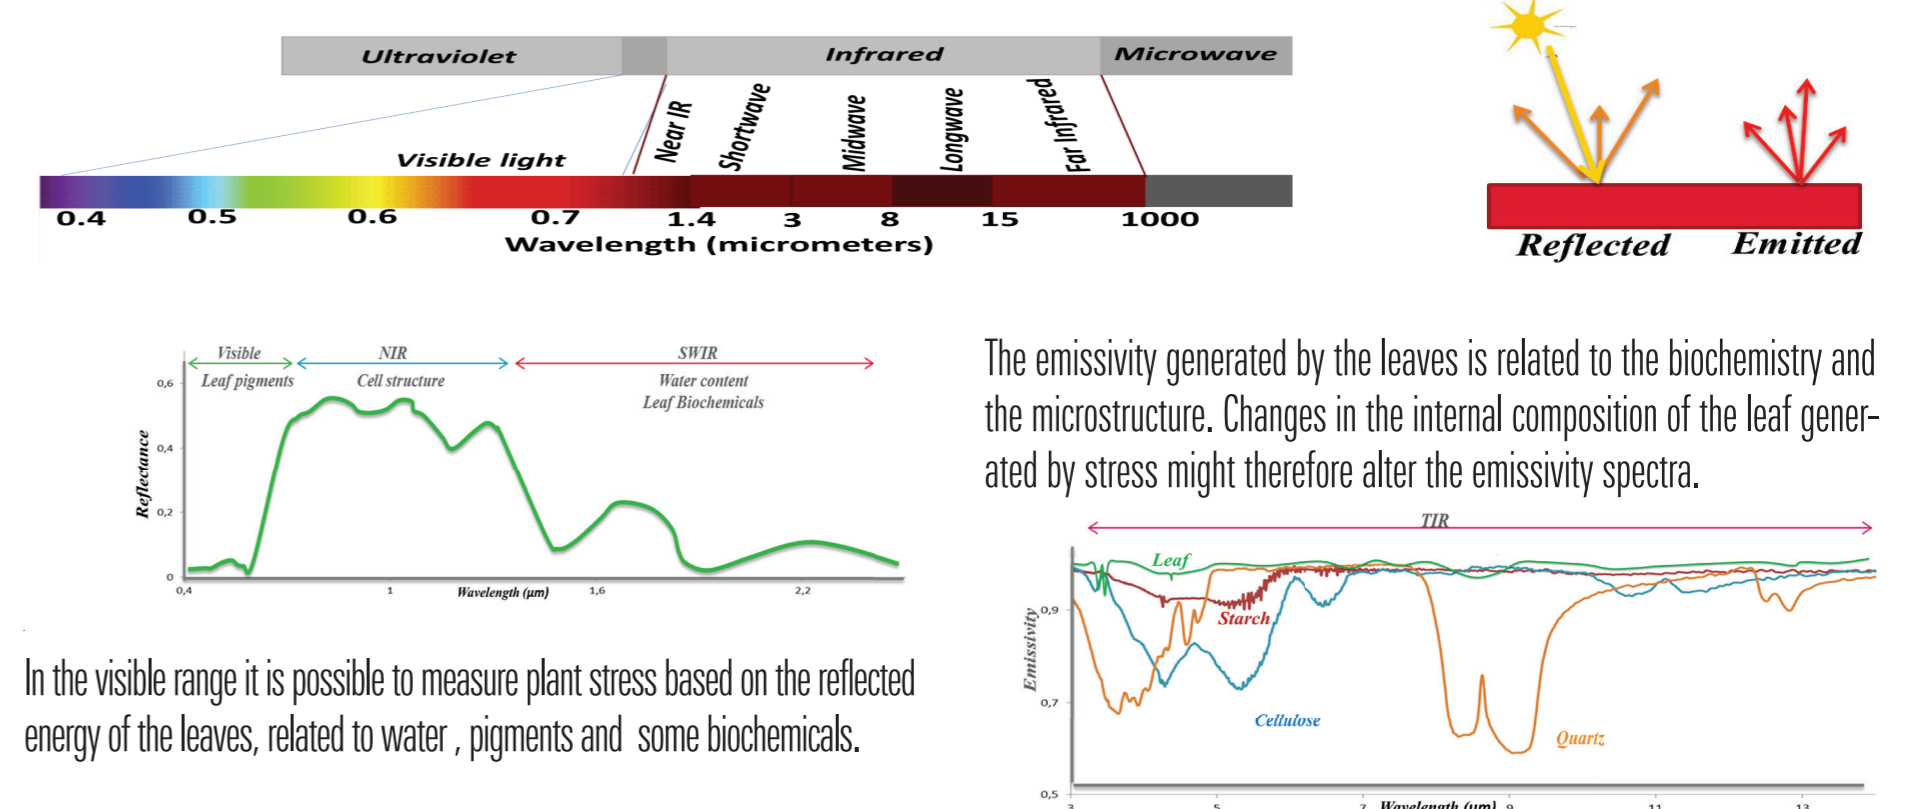 Ultraviolet Infrared Microwave
Near IR Shortwave Midwave Longwave Far Infrared
Visible light
0.4 0.5 0.6 0.7 1.4 3 8 15 1000
Wavelength (micrometers)
Reflected Emitted
Visible NIR SWIR
Leaf pigments Cell structure Water content
Leaf Biochemicals
Reflectance
0,6
0,4
0,2
0
0,4 1 1,6 2,2
Wavelength (μm)
In the visible range it is possible to measure plant stress based on the reflected
energy of the leaves, related to water , pigments and some biochemicals.
The emissivity generated by the leaves is related to the biochemistry and
the microstructure. Changes in the internal composition of the leaf gener-
ated by stress might therefore alter the emissivity spectra.
TIR
Leaf
Starch
Cellulose
Quartz
Emissivity
0,9
0,7
0,5
3 5 7 9 11 13
Wavelength (μm)